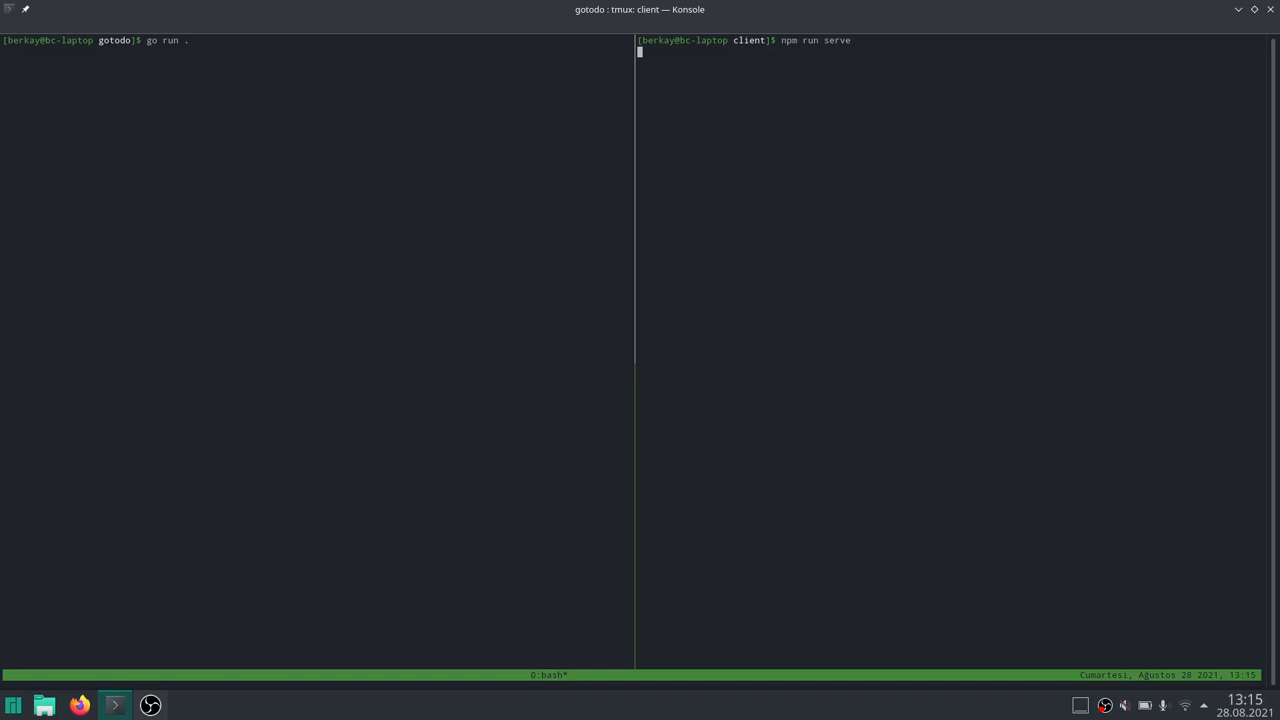 gotodo : tmux: client — Konsole
[berkay@bc-laptop gotodo]$ go run .
[berkay@bc-laptop client]$ npm run serve
0:bash*
Cumartesi, Ağustos 28 2021, 13:15
13:15
28.08.2021